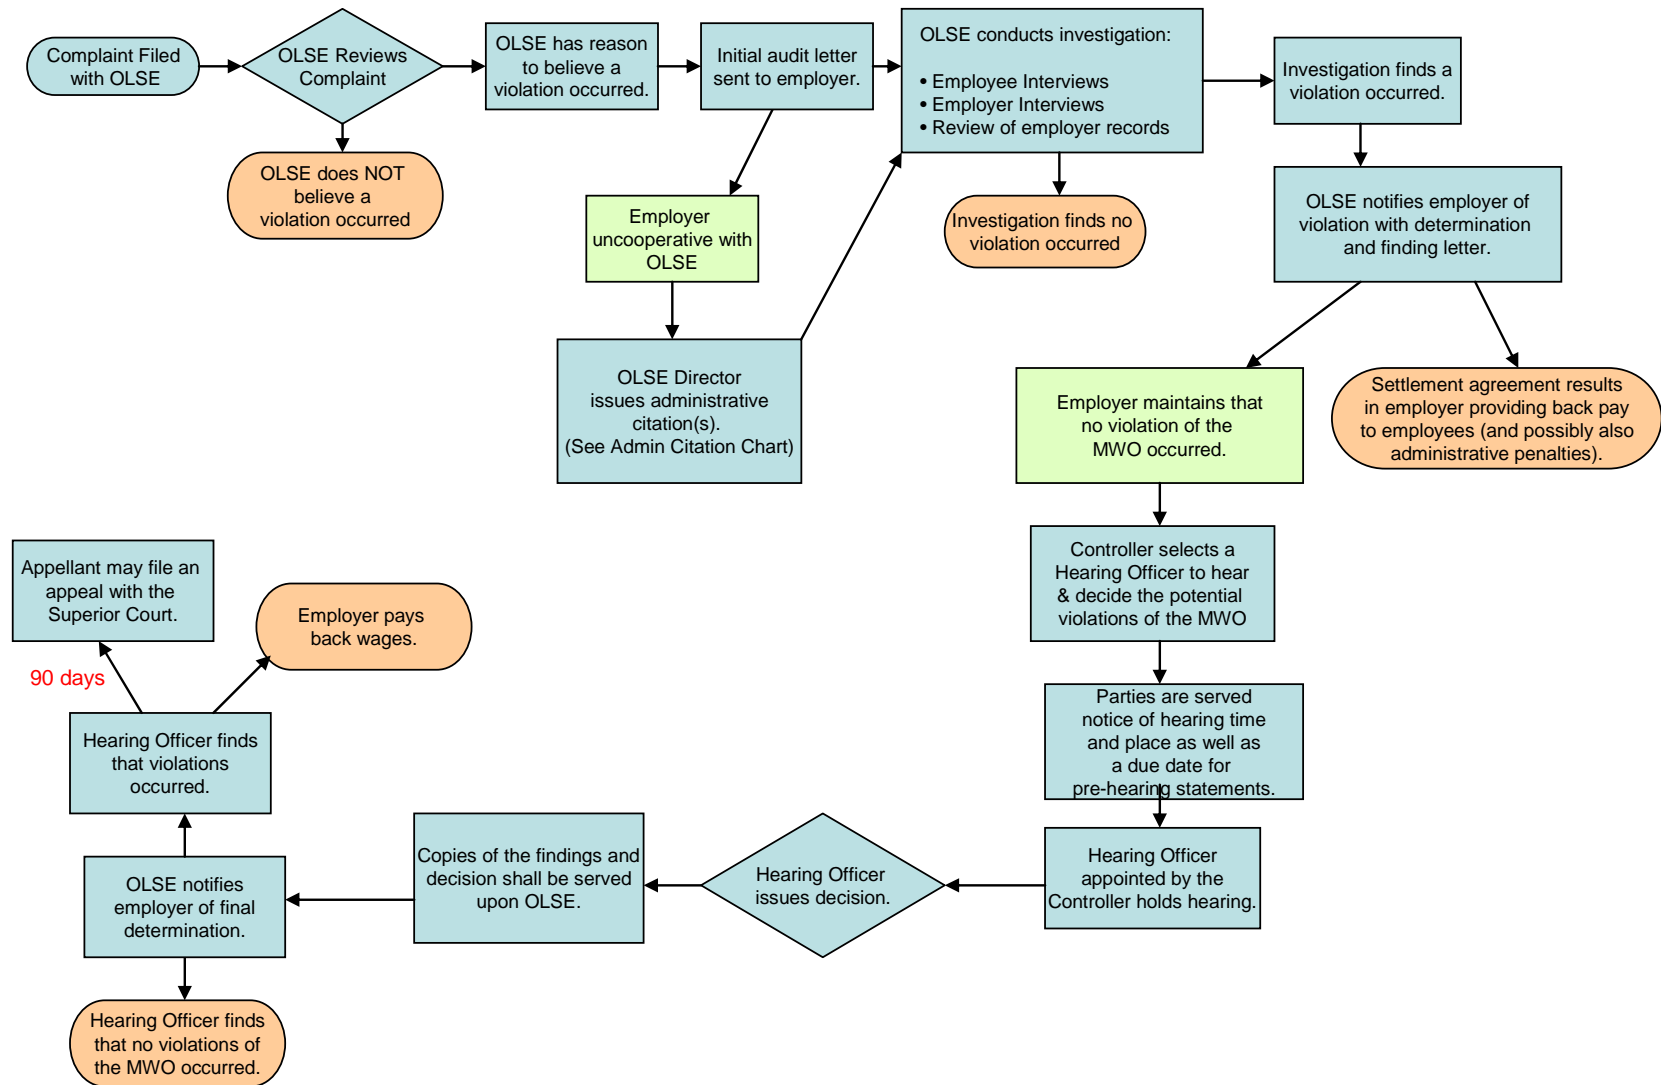 Complaint Filed
with OLSE
OLSE Reviews
Complaint
OLSE has reason
to believe a
violation occurred.
Initial audit letter
sent to employer.
OLSE conducts investigation:
• Employee Interviews
• Employer Interviews
• Review of employer records
Investigation finds a
violation occurred.
OLSE does NOT
believe a
violation occurred
Employer
uncooperative with
OLSE
Investigation finds no
violation occurred
OLSE notifies employer of
violation with determination
and finding letter.
OLSE Director
issues administrative
citation(s).
(See Admin Citation Chart)
Employer maintains that
no violation of the
MWO occurred.
Settlement agreement results
in employer providing back pay
to employees (and possibly also
administrative penalties).
Controller selects a
Hearing Officer to hear
& decide the potential
violations of the MWO
Parties are served
notice of hearing time
and place as well as
a due date for
pre-hearing statements.
Hearing Officer
appointed by the
Controller holds hearing.
Hearing Officer
issues decision.
Copies of the findings and
decision shall be served
upon OLSE.
OLSE notifies
employer of final
determination.
Hearing Officer finds
that violations
occurred.
90 days
Appellant may file an
appeal with the
Superior Court.
Employer pays
back wages.
Hearing Officer finds
that no violations of
the MWO occurred.